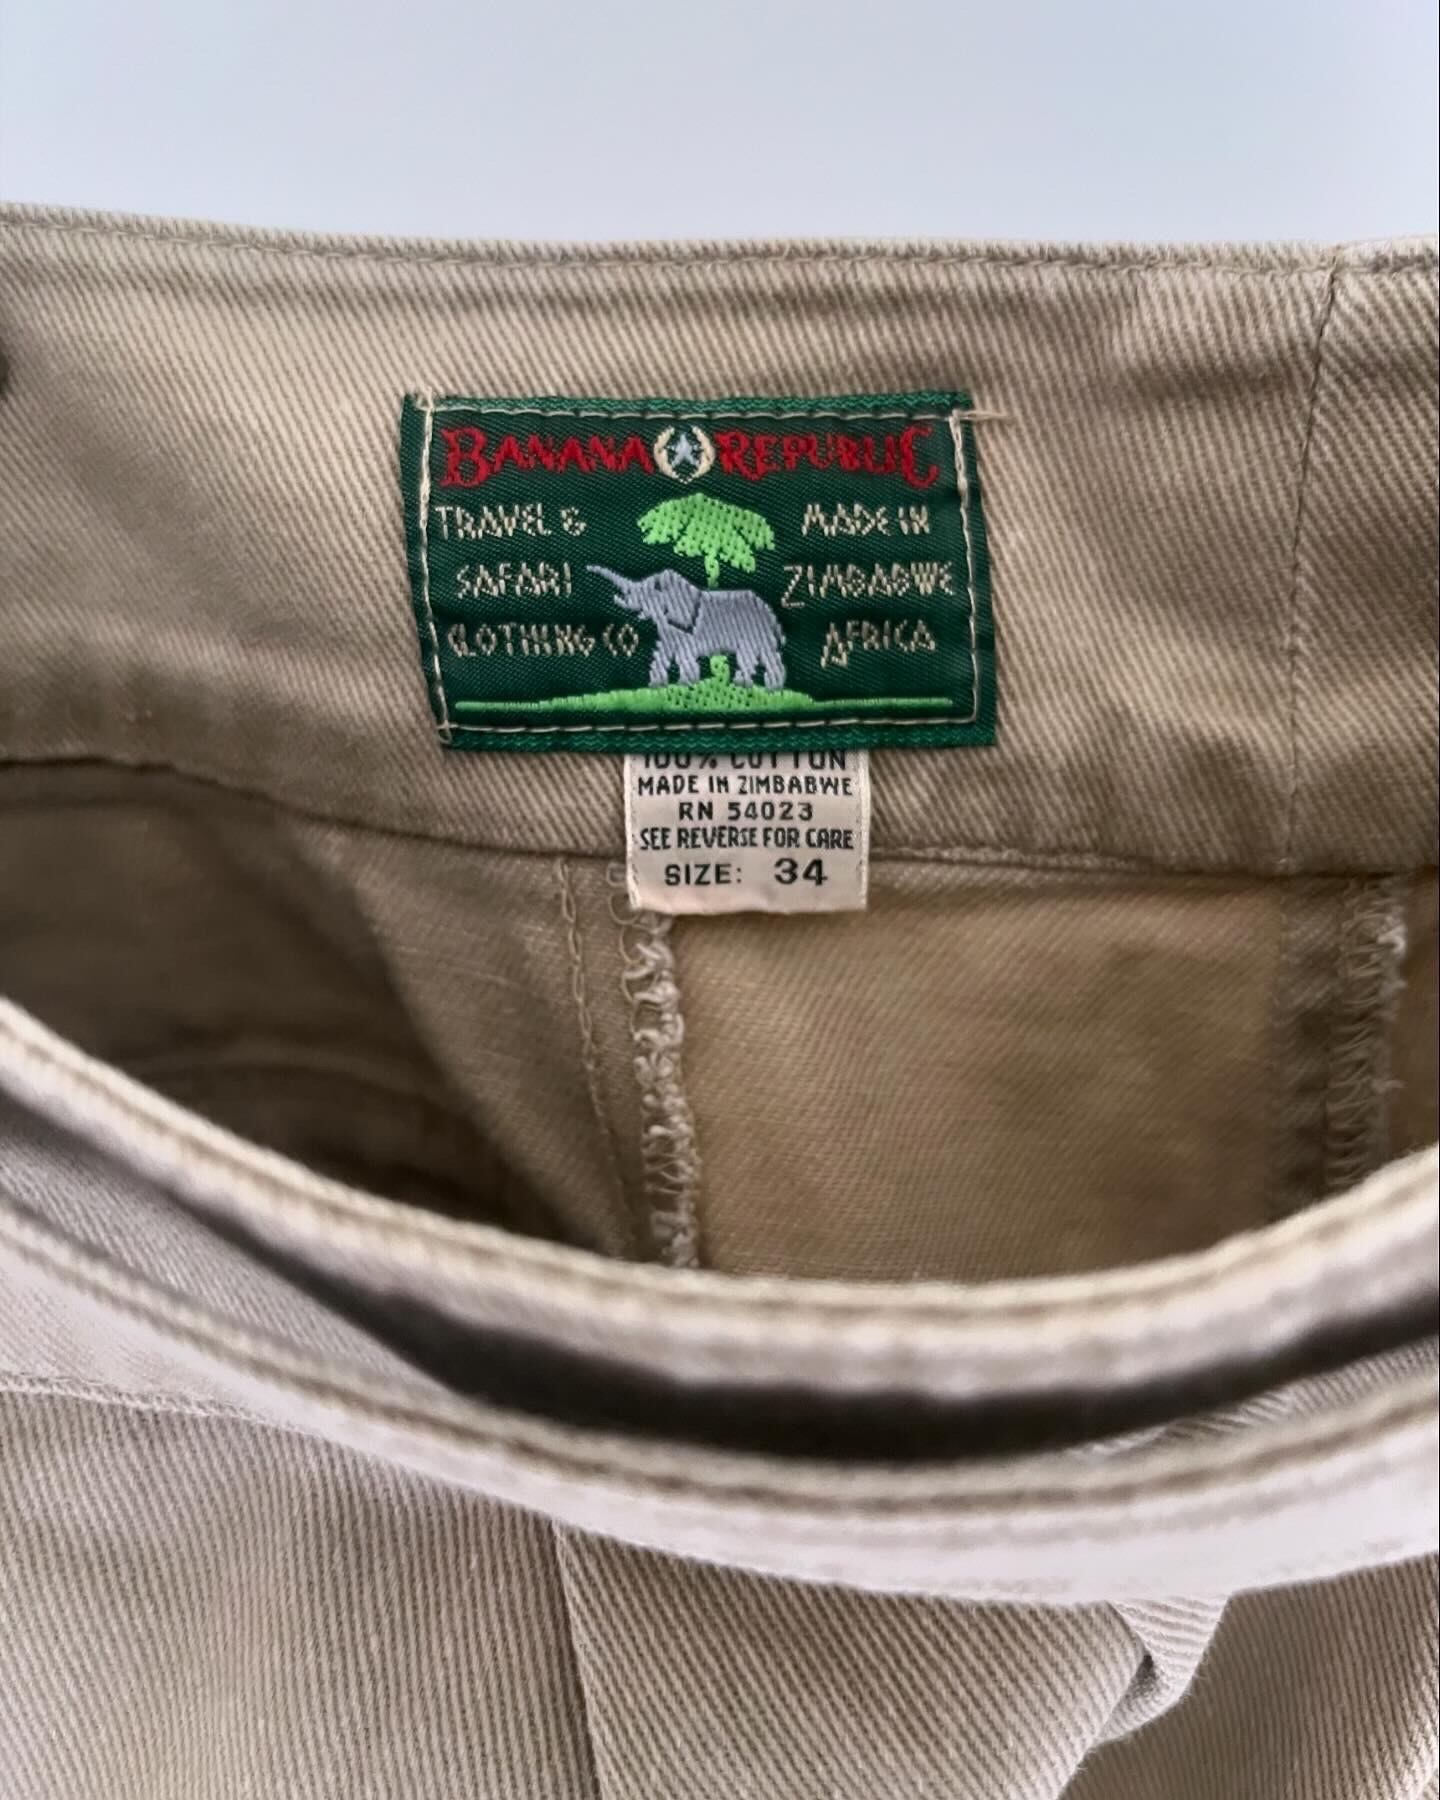 BANANA REPUBLIC
TRAVEL &
SAFARI
CLOTHING CO
MADE IN
ZIMBABWE
AFRICA
100% COTTON
MADE IN ZIMBABWE
RN 54023
SEE REVERSE FOR CARE
SIZE: 34